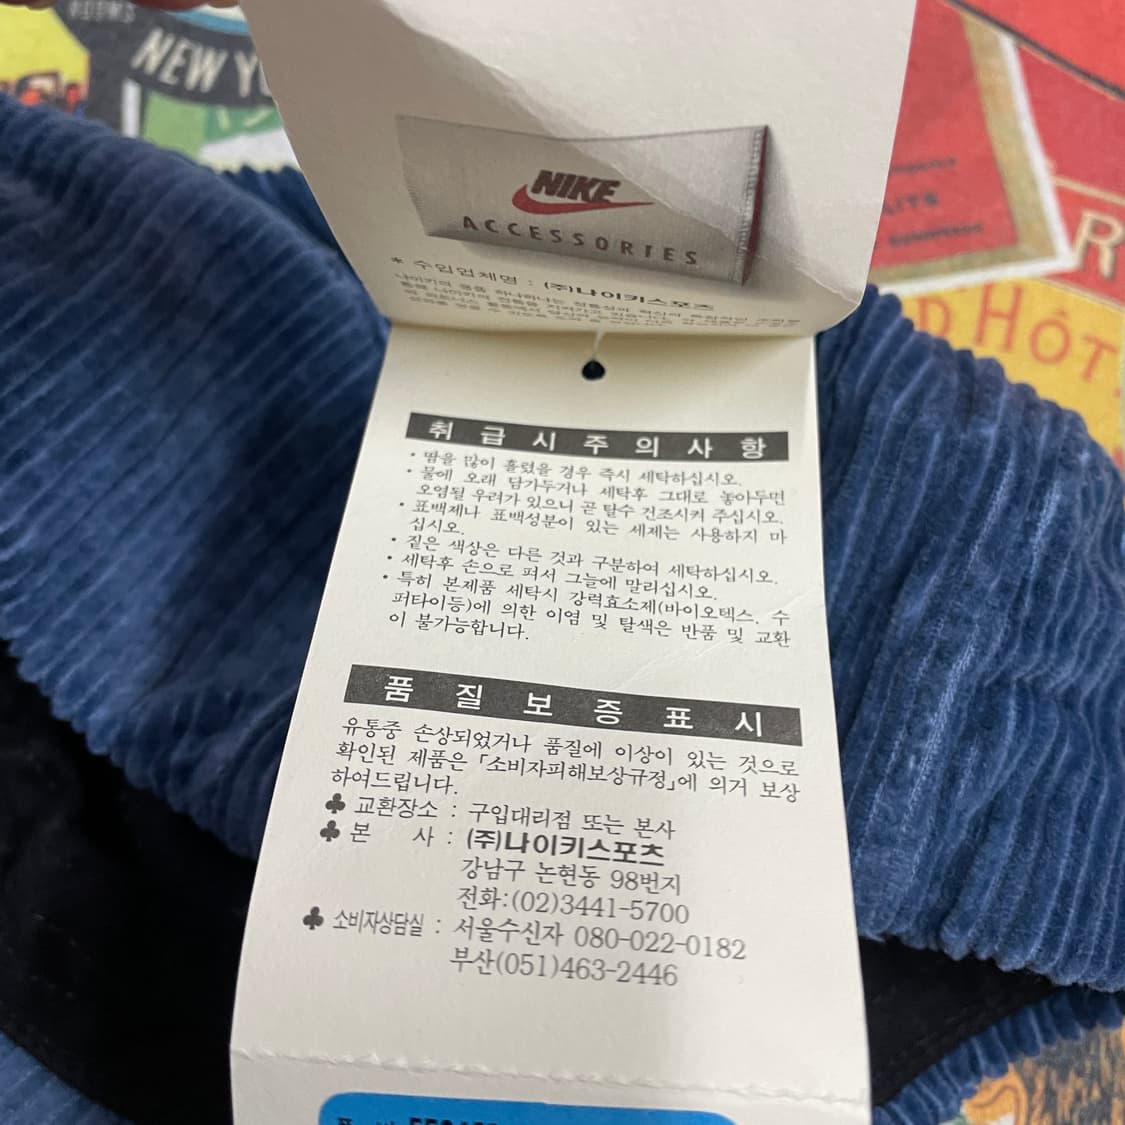 NEW YO
NIKE
ACCESSORIES
* 수입업체명 : (주)나이키스포츠
LITS
R
D HÔT
취급시주의사항
• 땀을 많이 흘렸을 경우 즉시 세탁하십시오.
• 물에 오래 담가두거나 세탁후 그대로 놓아두면
오염될 우려가 있으니 곧 탈수 건조시켜 주십시오.
• 표백제나 표백성분이 있는 세제는 사용하지 마
십시오.
• 짙은 색상은 다른 것과 구분하여 세탁하십시오.
• 세탁후 손으로 펴서 그늘에 말리십시오.
• 특히 본제품 세탁시 강력효소제(바이오텍스, 수
퍼타이등)에 의한 이염 및 탈색은 반품 및 교환
이 불가능합니다.
품질보증표시
유통중 손상되었거나 품질에 이상이 있는 것으로
확인된 제품은 「소비자피해보상규정」에 의거 보상
하여드립니다.
♣ 교환장소 : 구입대리점 또는 본사
♣ 본 사 : (주)나이키스포츠
강남구 논현동 98번지
전화:(02)3441-5700
♣ 소비자상담실 : 서울수신자 080-022-0182
부산(051)463-2446